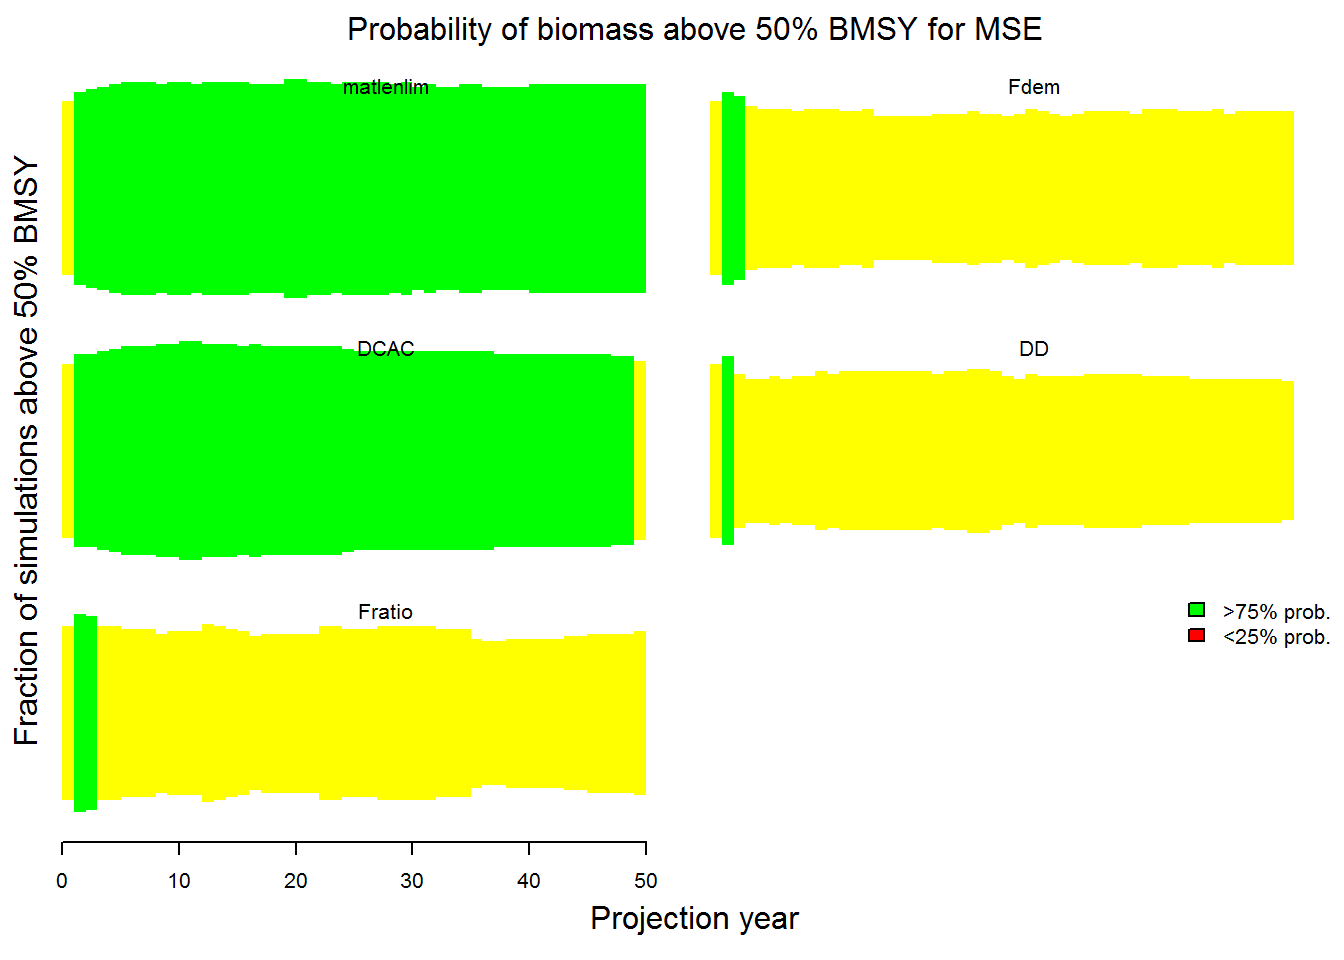 Probability of biomass above 50% BMSY for MSE
Fraction of simulations above 50% BMSY
matlenlim
Fdem
DCAC
DD
Fratio
>75% prob.
<25% prob.
0 10 20 30 40 50
Projection year